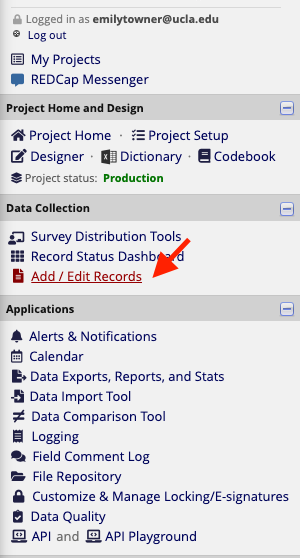 Logged in as emilytowner@ucla.edu
Log out
My Projects
REDCap Messenger
Project Home and Design
Project Home · Project Setup
Designer · Dictionary · Codebook
Project status: Production
Data Collection
Survey Distribution Tools
Record Status Dashboard
Add / Edit Records
Applications
Alerts & Notifications
Calendar
Data Exports, Reports, and Stats
Data Import Tool
Data Comparison Tool
Logging
Field Comment Log
File Repository
Customize & Manage Locking/E-signatures
Data Quality
API and API Playground